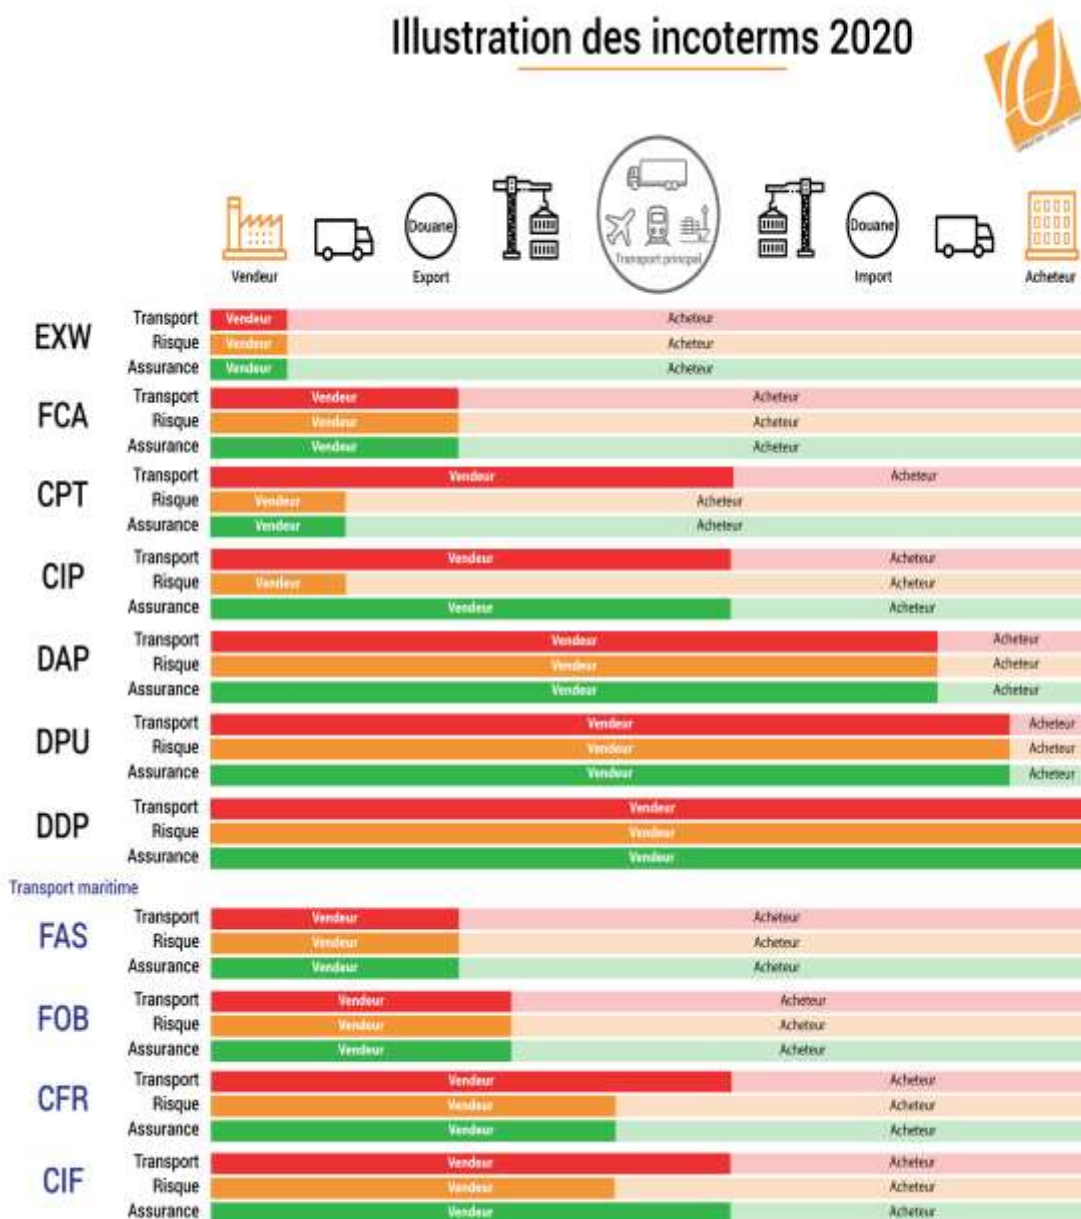 Illustration des incoterms 2020
Douane
Transport principal
Douane
Vendeur
Export
Import
Acheteur
EXW
Transport Vendeur Acheteur
Risque Vendeur Acheteur
Assurance Vendeur Acheteur
FCA
Transport Vendeur Acheteur
Risque Vendeur Acheteur
Assurance Vendeur Acheteur
CPT
Transport Vendeur Acheteur
Risque Vendeur Acheteur
Assurance Vendeur Acheteur
CIP
Transport Vendeur Acheteur
Risque Vendeur Acheteur
Assurance Vendeur Acheteur
DAP
Transport Vendeur Acheteur
Risque Vendeur Acheteur
Assurance Vendeur Acheteur
DPU
Transport Vendeur Acheteur
Risque Vendeur Acheteur
Assurance Vendeur Acheteur
DDP
Transport Vendeur
Risque Vendeur
Assurance Vendeur
Transport maritime
FAS
Transport Vendeur Acheteur
Risque Vendeur Acheteur
Assurance Vendeur Acheteur
FOB
Transport Vendeur Acheteur
Risque Vendeur Acheteur
Assurance Vendeur Acheteur
CFR
Transport Vendeur Acheteur
Risque Vendeur Acheteur
Assurance Vendeur Acheteur
CIF
Transport Vendeur Acheteur
Risque Vendeur Acheteur
Assurance Vendeur Acheteur